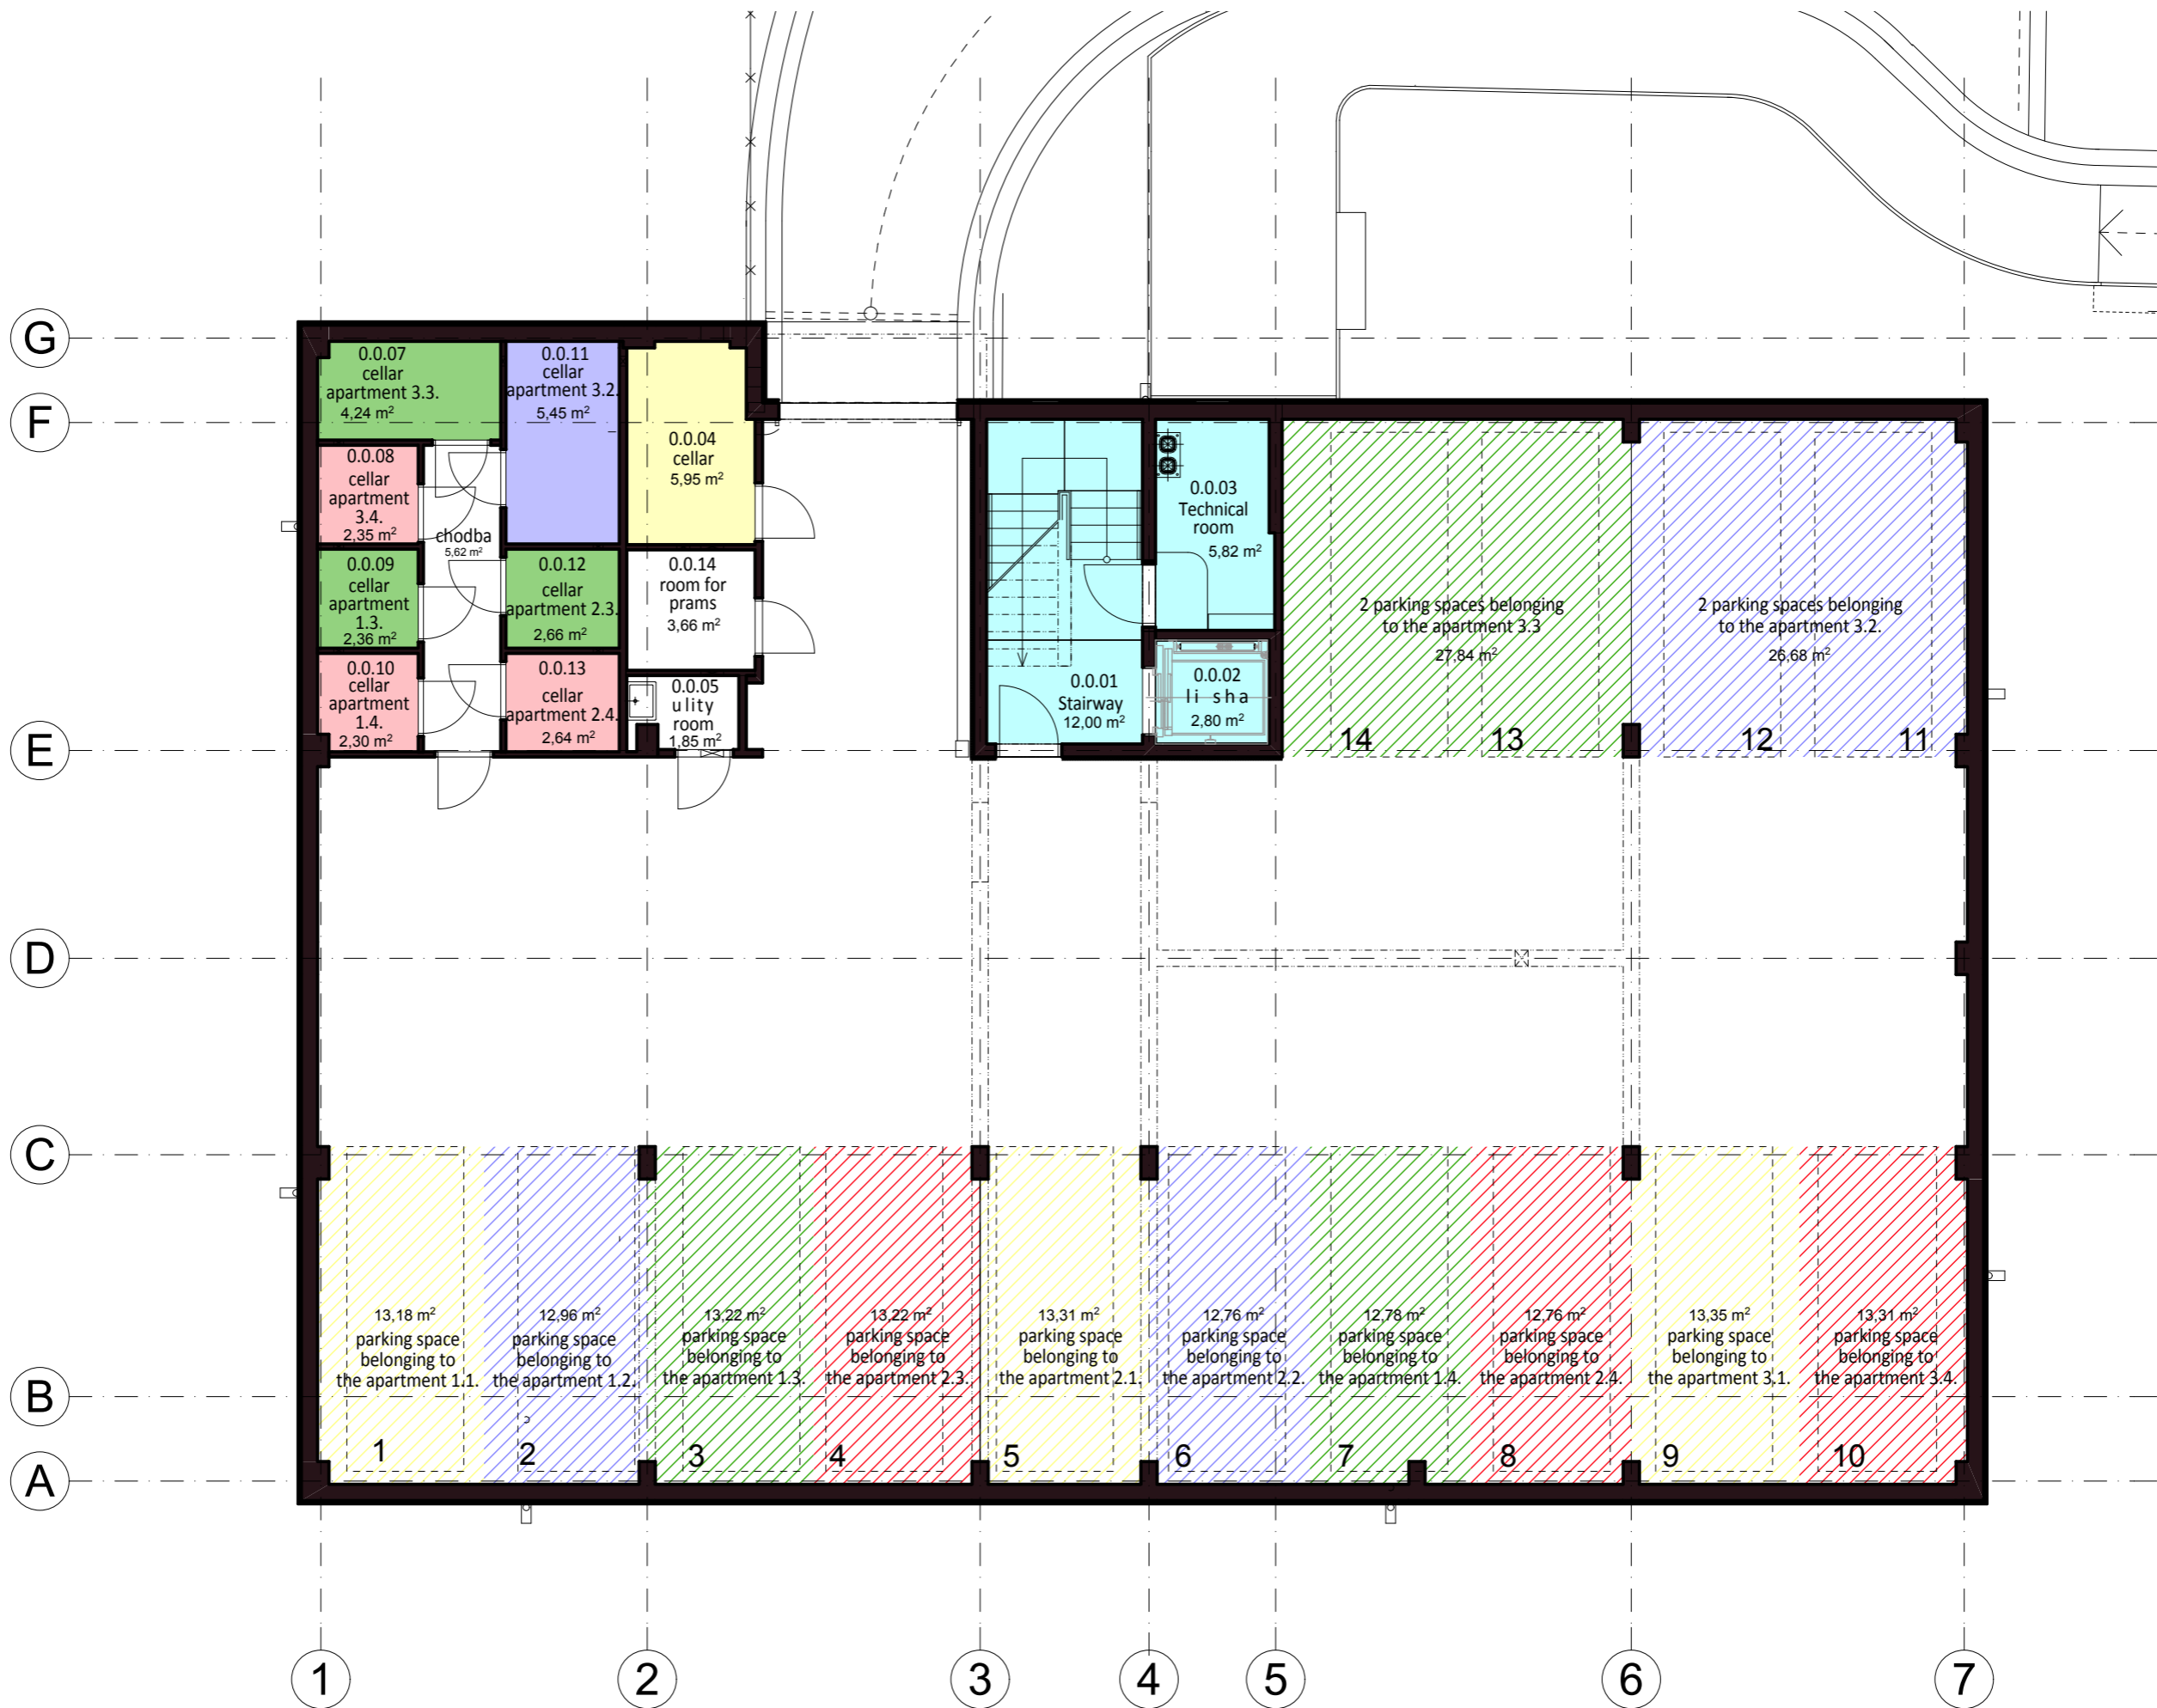 G
F
E
D
C
B
A
0.0.07
cellar
apartment 3.3.
4,24 m²
0.0.11
cellar
apartment 3.2.
5,45 m²
0.0.04
cellar
5,95 m²
0.0.08
cellar
apartment
3.4.
2,35 m²
chodba
5,62 m²
0.0.09
cellar
apartment
1.3.
2,36 m²
0.0.12
cellar
apartment 2.3.
2,66 m²
0.0.14
room for
prams
3,66 m²
0.0.10
cellar
apartment
1.4.
2,30 m²
0.0.13
cellar
apartment 2.4.
2,64 m²
0.0.05
u lity
room
1,85 m²
0.0.03
Technical
room
5,82 m²
0.0.01
Stairway
12,00 m²
0.0.02
li sha
2,80 m²
2 parking spaces belonging
to the apartment 3.3
27,84 m²
14
13
2 parking spaces belonging
to the apartment 3.2.
26,68 m²
12
11
13,18 m²
parking space
belonging to
the apartment 1.1.
1
12,96 m²
parking space
belonging to
the apartment 1.2.
2
13,22 m²
parking space
belonging to
the apartment 1.3.
3
13,22 m²
parking space
belonging to
the apartment 2.3.
4
13,31 m²
parking space
belonging to
the apartment 2.1.
5
12,76 m²
parking space
belonging to
the apartment 2.2.
6
12,78 m²
parking space
belonging to
the apartment 1.4.
7
12,76 m²
parking space
belonging to
the apartment 2.4.
8
13,35 m²
parking space
belonging to
the apartment 3.1.
9
13,31 m²
parking space
belonging to
the apartment 3.4.
10
1
2
3
4
5
6
7